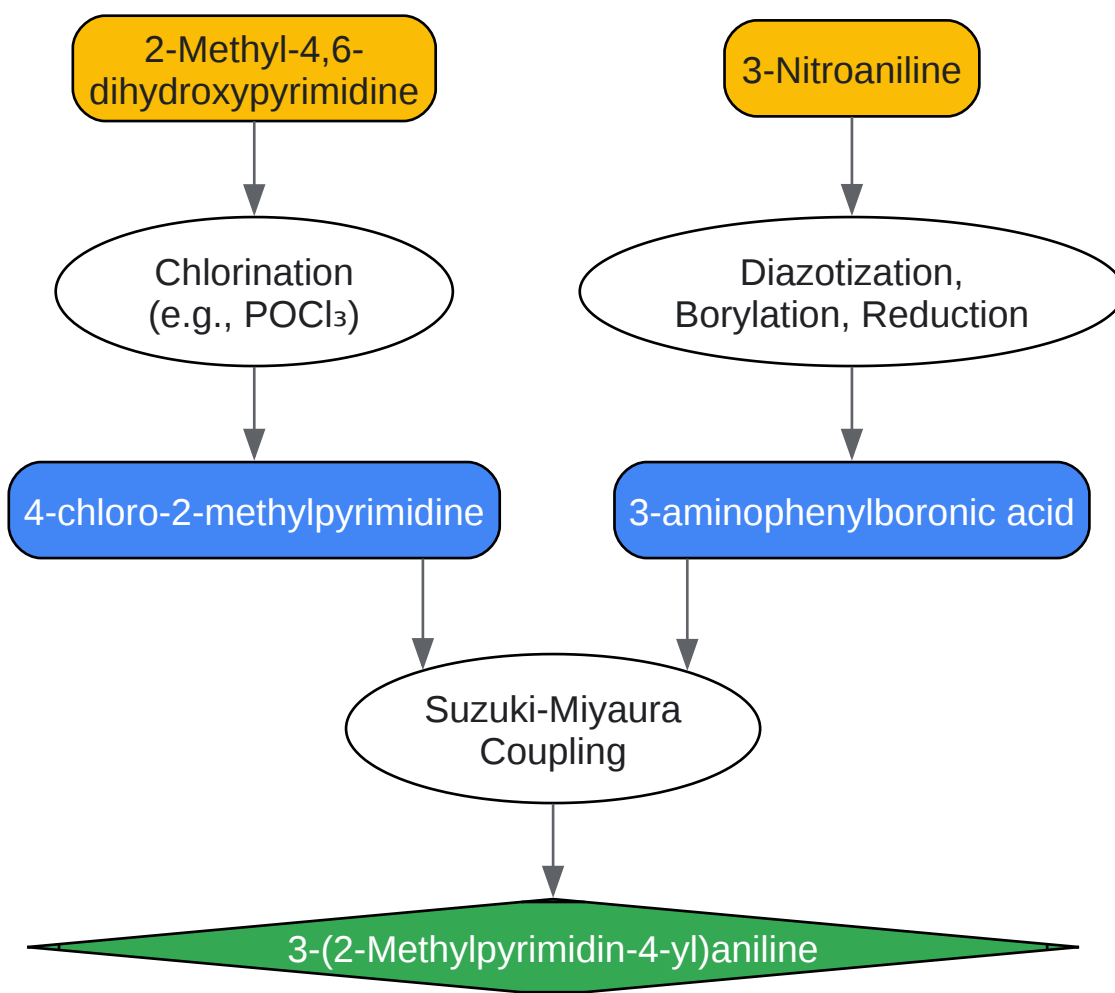 2-Methyl-4,6-
dihydroxypyrimidine
3-Nitroaniline
Chlorination
(e.g., POCl₃)
Diazotization,
Borylation, Reduction
4-chloro-2-methylpyrimidine
3-aminophenylboronic acid
Suzuki-Miyaura
Coupling
3-(2-Methylpyrimidin-4-yl)aniline